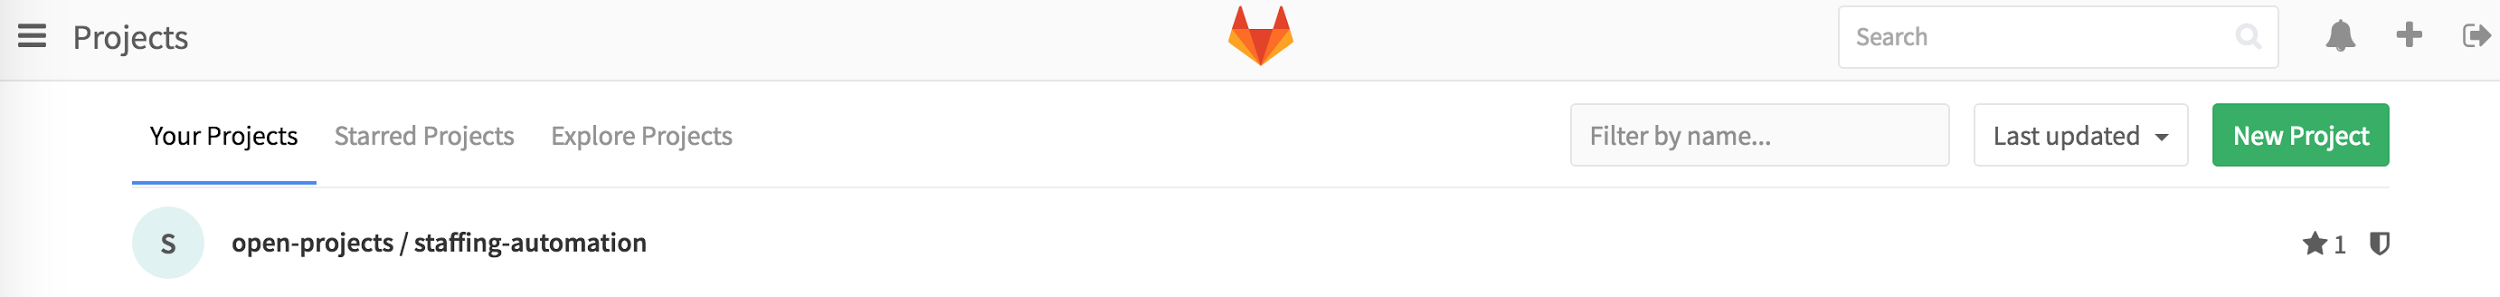 Projects
Search
Your Projects Starred Projects Explore Projects Filter by name... Last updated New Project
S open-projects / staffing-automation 1